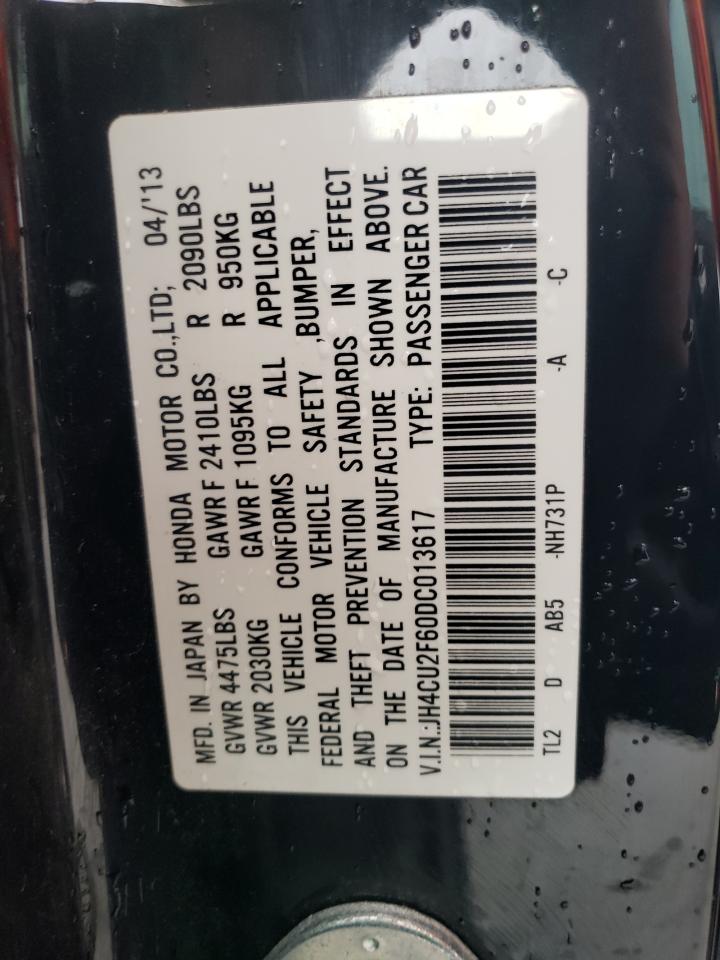 MFD. IN JAPAN BY HONDA MOTOR CO.,LTD; 04/'13
GVWR 4475LBS GAWR F 2410LBS R 2090LBS
GVWR 2030KG GAWR F 1095KG R 950KG
THIS VEHICLE CONFORMS TO ALL APPLICABLE
FEDERAL MOTOR VEHICLE SAFETY ,BUMPER,
AND THEFT PREVENTION STANDARDS IN EFFECT
ON THE DATE OF MANUFACTURE SHOWN ABOVE.
V.I.N.:JH4CU2F60DC013617 TYPE: PASSENGER CAR
TL2 D AB5 -NH731P -A -C